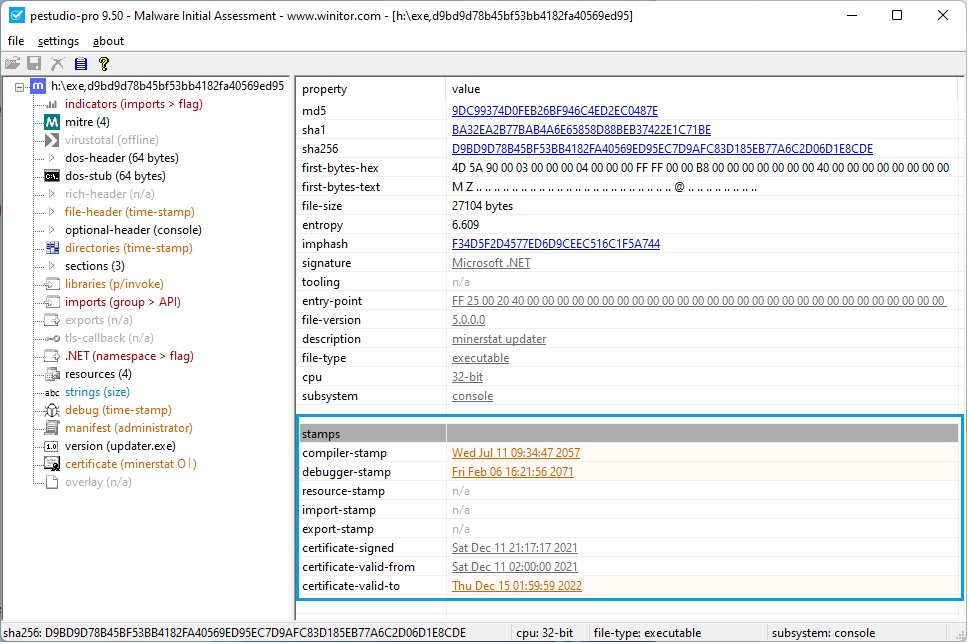 pestudio-pro 9.50 - Malware Initial Assessment - www.winitor.com - [h:\exe,d9bd9d78b45bf53bb4182fa40569ed95]
file settings about
h:\exe,d9bd9d78b45bf53bb4182fa40569ed95
indicators (imports > flag)
mitre (4)
virustotal (offline)
dos-header (64 bytes)
dos-stub (64 bytes)
rich-header (n/a)
file-header (time-stamp)
optional-header (console)
directories (time-stamp)
sections (3)
libraries (p/invoke)
imports (group > API)
exports (n/a)
tls-callback (n/a)
.NET (namespace > flag)
resources (4)
abc strings (size)
debug (time-stamp)
manifest (administrator)
1.0 version (updater.exe)
certificate (minerstat O
overlay (n/a)
property value
md5 9DC99374D0FEB26BF946C4ED2EC0487E
sha1 BA32EA2B77BAB4A6E65858D88BEB37422E1C71BE
sha256 D9BD9D78B45BF53BB4182FA40569ED95EC7D9AFC83D185EB77A6C2D06D1E8CDE
first-bytes-hex 4D 5A 90 00 03 00 00 00 04 00 00 00 FF FF 00 00 B8 00 00 00 00 00 00 00 40 00 00 00 00 00 00 00 00 00
first-bytes-text M Z .. .. .. .. .. .. .. .. .. .. .. .. .. .. .. .. .. .. .. .. .. .. @ .. .. .. .. .. .. .. ..
file-size 27104 bytes
entropy 6.609
imphash F34D5F2D4577ED6D9CEEC516C1F5A744
signature Microsoft .NET
tooling n/a
entry-point FF 25 00 20 40 00 00 00 00 00 00 00 00 00 00 00 00 00 00 00 00 00 00 00 00 00 00 00 00 00 00 00 00
file-version 5.0.0.0
description minerstat updater
file-type executable
cpu 32-bit
subsystem console
stamps
compiler-stamp Wed Jul 11 09:34:47 2057
debugger-stamp Fri Feb 06 16:21:56 2071
resource-stamp n/a
import-stamp n/a
export-stamp n/a
certificate-signed Sat Dec 11 21:17:17 2021
certificate-valid-from Sat Dec 11 02:00:00 2021
certificate-valid-to Thu Dec 15 01:59:59 2022
sha256: D9BD9D78B45BF53BB4182FA40569ED95EC7D9AFC83D185EB77A6C2D06D1E8CDE cpu: 32-bit file-type: executable subsystem: console